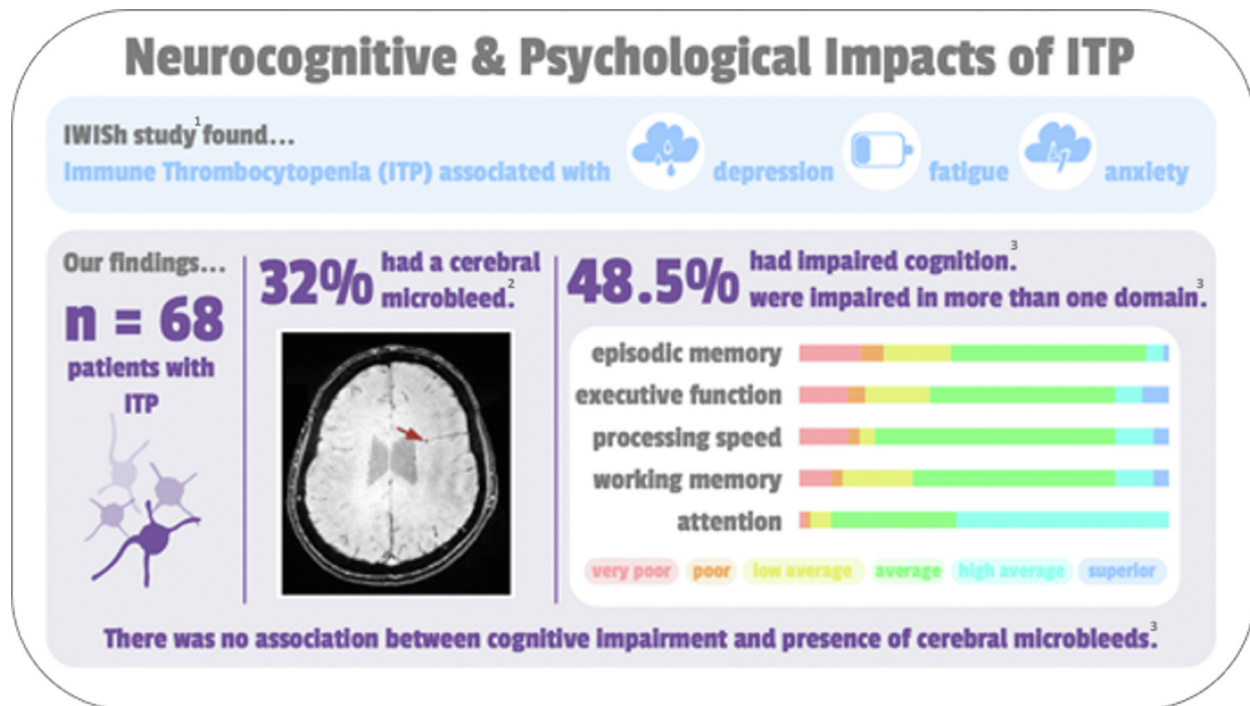 Neurocognitive & Psychological Impacts of ITP
IWISh study¹ found...
Immune Thrombocytopenia (ITP) associated with depression fatigue anxiety
Our findings...
n = 68
patients with
ITP
32% had a cerebral
microbleed.²
48.5% had impaired cognition.³
were impaired in more than one domain.³
episodic memory
executive function
processing speed
working memory
attention
very poor poor low average average high average superior
There was no association between cognitive impairment and presence of cerebral microbleeds.³